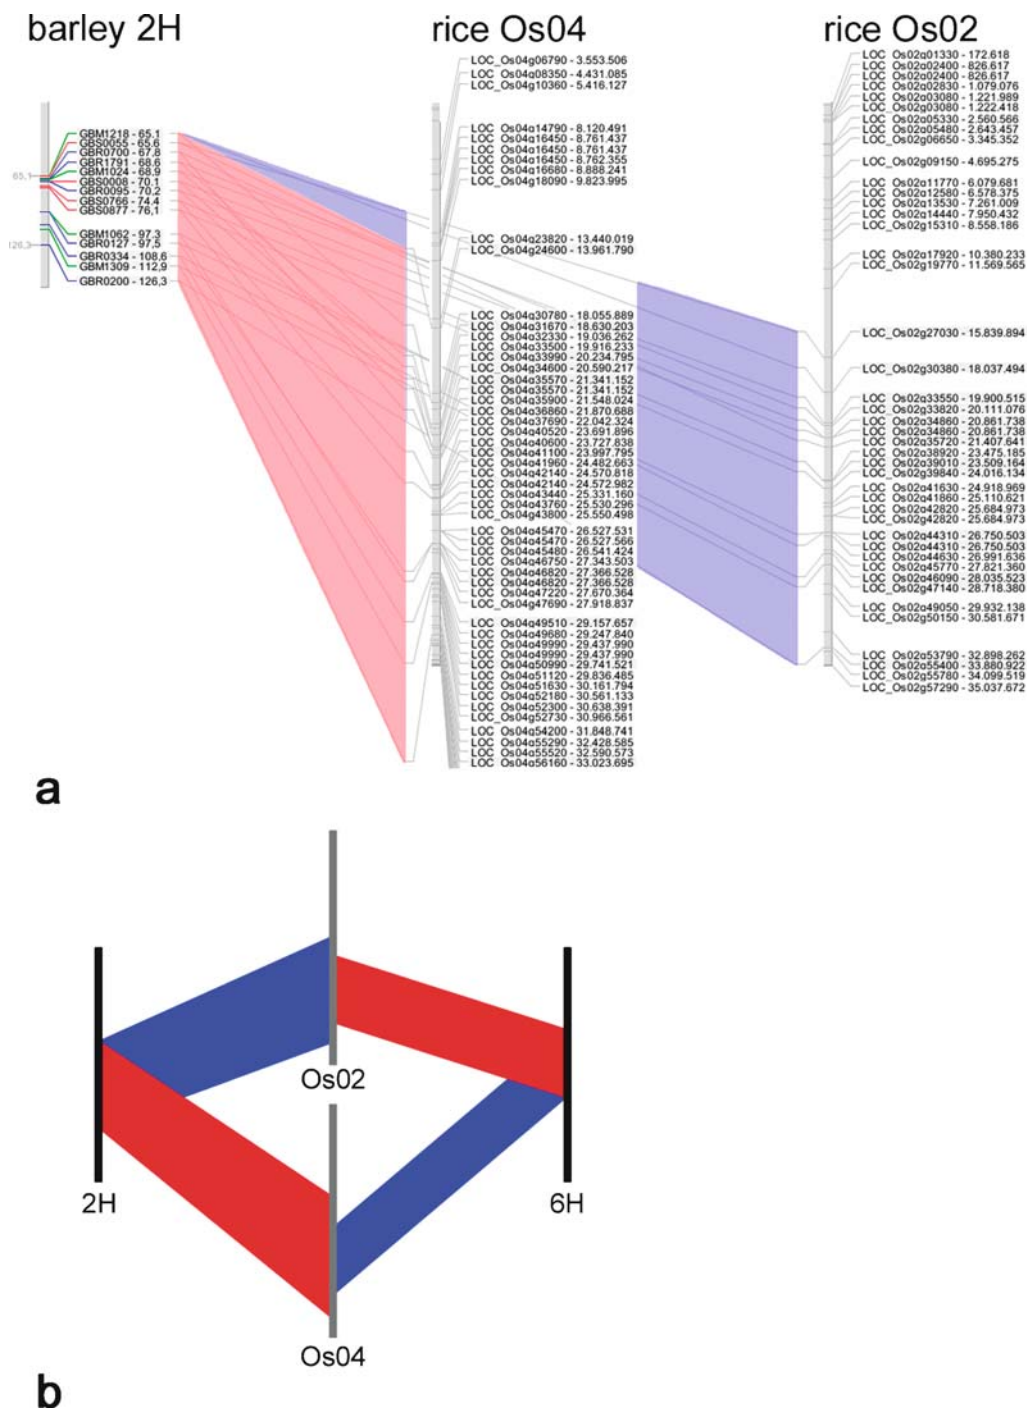 barley 2H
rice Os04
rice Os02
65,1
126,3
GBM1218 - 65,1
GBS0055 - 65,6
GBR0700 - 67,8
GBR1791 - 68,6
GBM1024 - 68,9
GBS0008 - 70,1
GBR0095 - 70,2
GBS0766 - 74,4
GBS0877 - 76,1
GBM1062 - 97,3
GBR0127 - 97,5
GBR0334 - 108,6
GBM1309 - 112,9
GBR0200 - 126,3
LOC_Os04g06790 - 3.553.506
LOC_Os04g08350 - 4.431.085
LOC_Os04g10360 - 5.416.127
LOC_Os04g14790 - 8.120.491
LOC_Os04g16450 - 8.761.437
LOC_Os04g16450 - 8.761.437
LOC_Os04g16450 - 8.762.355
LOC_Os04g16680 - 8.888.241
LOC_Os04g18090 - 9.823.995
LOC_Os04g23820 - 13.440.019
LOC_Os04g24600 - 13.961.790
LOC_Os04g30780 - 18.055.889
LOC_Os04g31670 - 18.630.203
LOC_Os04g32330 - 19.036.262
LOC_Os04g33500 - 19.916.233
LOC_Os04g33990 - 20.234.795
LOC_Os04g34600 - 20.590.217
LOC_Os04g35570 - 21.341.152
LOC_Os04g35570 - 21.341.152
LOC_Os04g35900 - 21.548.024
LOC_Os04g36860 - 21.870.688
LOC_Os04g37690 - 22.042.324
LOC_Os04g40520 - 23.691.896
LOC_Os04g40600 - 23.727.838
LOC_Os04g41100 - 23.997.795
LOC_Os04g41960 - 24.482.663
LOC_Os04g42140 - 24.570.818
LOC_Os04g42140 - 24.572.982
LOC_Os04g43440 - 25.331.160
LOC_Os04g43760 - 25.530.296
LOC_Os04g43800 - 25.550.498
LOC_Os04g45470 - 26.527.531
LOC_Os04g45470 - 26.527.566
LOC_Os04g45480 - 26.541.424
LOC_Os04g46750 - 27.343.503
LOC_Os04g46820 - 27.366.528
LOC_Os04g46820 - 27.366.528
LOC_Os04g47220 - 27.670.364
LOC_Os04g47690 - 27.918.837
LOC_Os04g49510 - 29.157.657
LOC_Os04g49680 - 29.247.840
LOC_Os04g49990 - 29.437.990
LOC_Os04g49990 - 29.437.990
LOC_Os04g50990 - 29.741.521
LOC_Os04g51120 - 29.836.485
LOC_Os04g51630 - 30.161.794
LOC_Os04g52180 - 30.561.133
LOC_Os04g52300 - 30.638.391
LOC_Os04g52730 - 30.966.561
LOC_Os04g54200 - 31.848.741
LOC_Os04g55290 - 32.428.585
LOC_Os04g55520 - 32.590.573
LOC_Os04g56160 - 33.023.695
LOC_Os02g01330 - 172.618
LOC_Os02g02400 - 826.617
LOC_Os02g02400 - 826.617
LOC_Os02g02830 - 1.079.076
LOC_Os02g03080 - 1.221.989
LOC_Os02g03080 - 1.222.418
LOC_Os02g05330 - 2.560.566
LOC_Os02g05480 - 2.643.457
LOC_Os02g06650 - 3.345.352
LOC_Os02g09150 - 4.695.275
LOC_Os02g11770 - 6.079.681
LOC_Os02g12580 - 6.578.375
LOC_Os02g13530 - 7.261.009
LOC_Os02g14440 - 7.950.432
LOC_Os02g15310 - 8.558.186
LOC_Os02g17920 - 10.380.233
LOC_Os02g19770 - 11.569.565
LOC_Os02g27030 - 15.839.894
LOC_Os02g30380 - 18.037.494
LOC_Os02g33550 - 19.900.515
LOC_Os02g33820 - 20.111.076
LOC_Os02g34860 - 20.861.738
LOC_Os02g34860 - 20.861.738
LOC_Os02g35720 - 21.407.641
LOC_Os02g38920 - 23.475.185
LOC_Os02g39010 - 23.509.164
LOC_Os02g39840 - 24.016.134
LOC_Os02g41630 - 24.918.969
LOC_Os02g41860 - 25.110.621
LOC_Os02g42820 - 25.684.973
LOC_Os02g42820 - 25.684.973
LOC_Os02g44310 - 26.750.503
LOC_Os02g44310 - 26.750.503
LOC_Os02g44630 - 26.991.636
LOC_Os02g45770 - 27.821.360
LOC_Os02g46090 - 28.035.523
LOC_Os02g47140 - 28.718.380
LOC_Os02g49050 - 29.932.138
LOC_Os02g50150 - 30.581.671
LOC_Os02g53790 - 32.898.262
LOC_Os02g55400 - 33.880.922
LOC_Os02g55780 - 34.099.519
LOC_Os02g57290 - 35.037.672
a
Os02
2H
6H
Os04
b